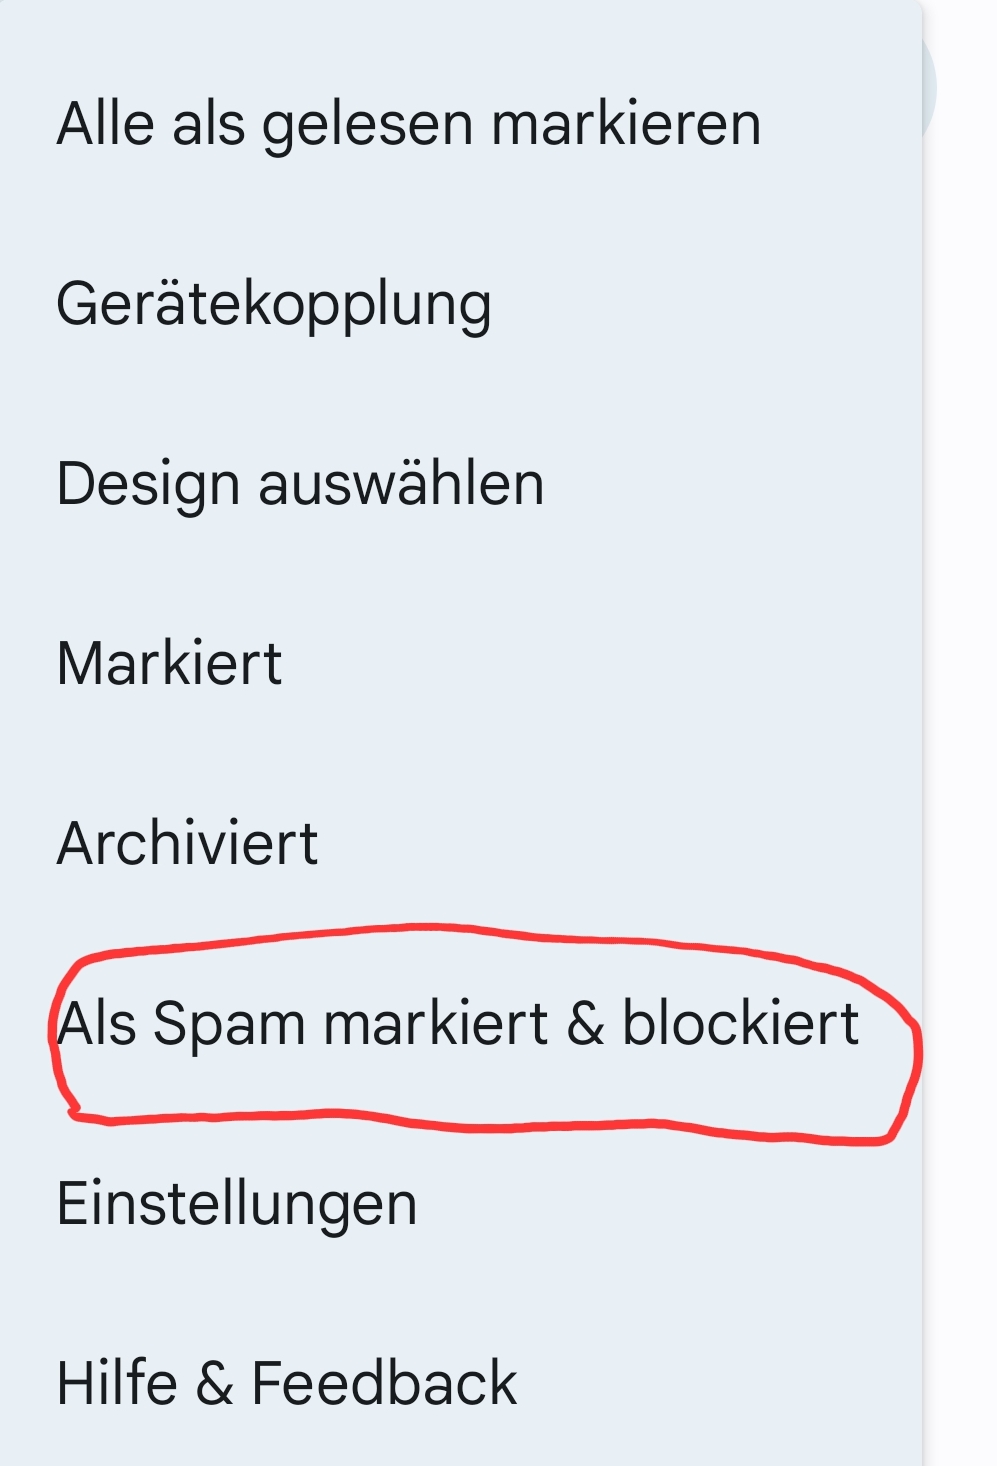 Alle als gelesen markieren
Gerätekopplung
Design auswählen
Markiert
Archiviert
Als Spam markiert & blockiert
Einstellungen
Hilfe & Feedback